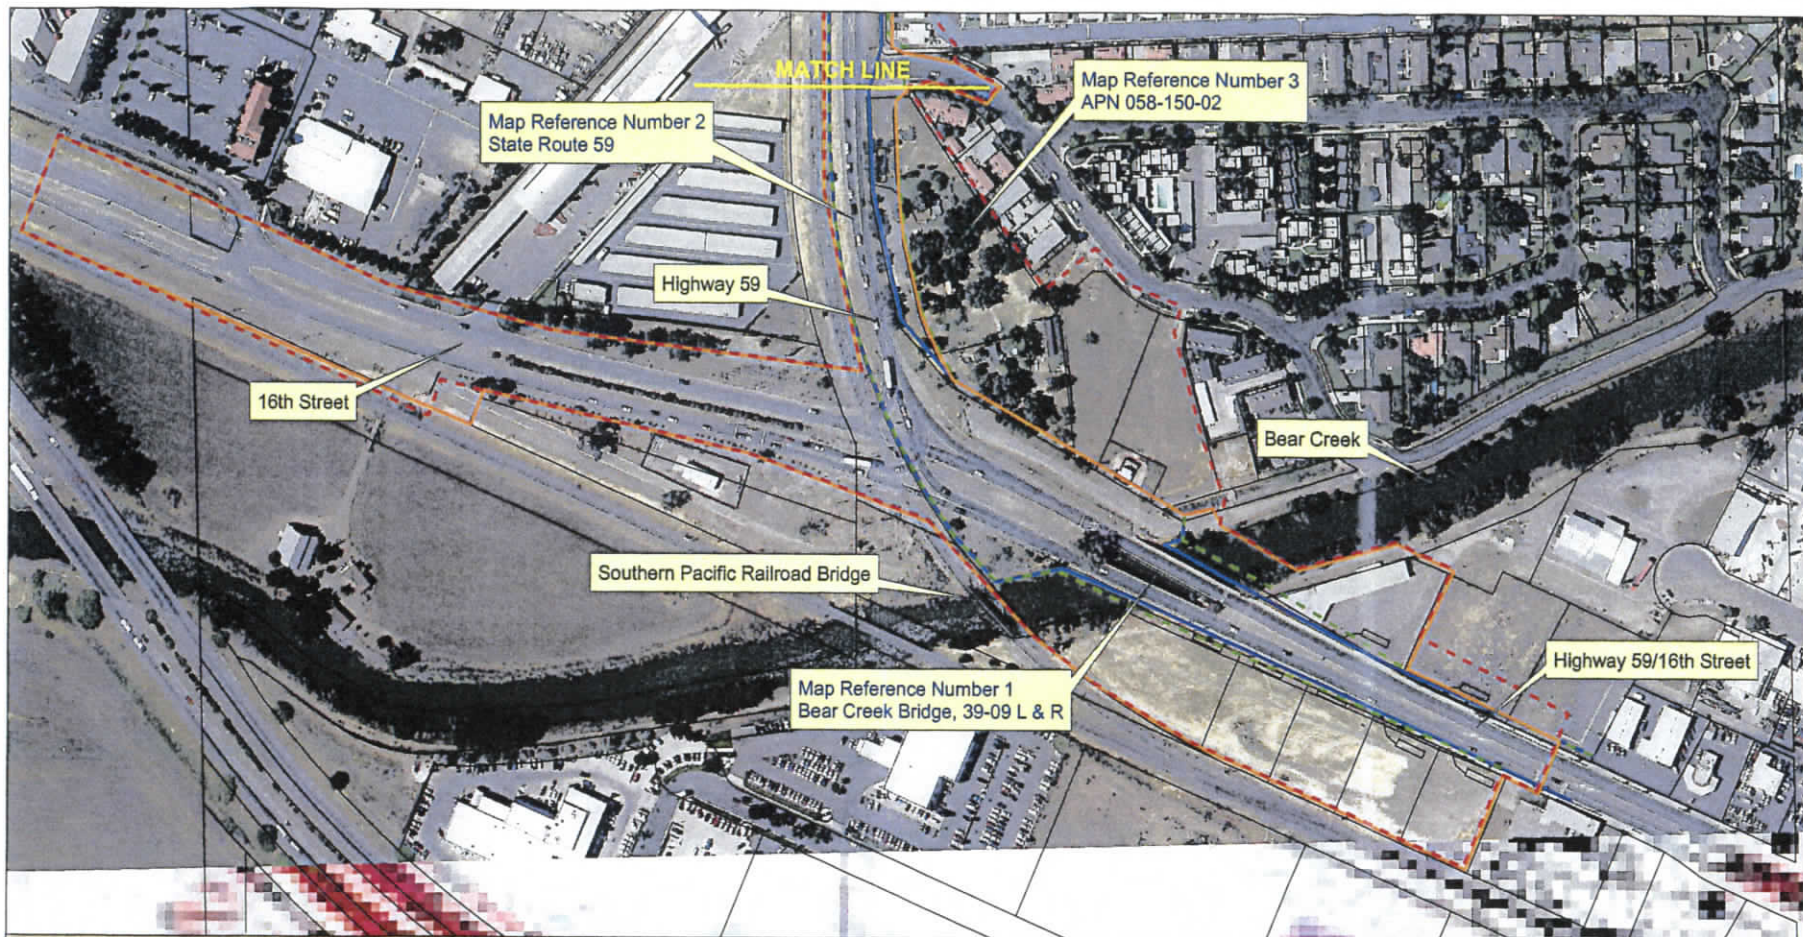 MATCH LINE
Map Reference Number 3
APN 058-150-02
Map Reference Number 2
State Route 59
Highway 59
16th Street
Bear Creek
Southern Pacific Railroad Bridge
Highway 59/16th Street
Map Reference Number 1
Bear Creek Bridge, 39-09 L & R